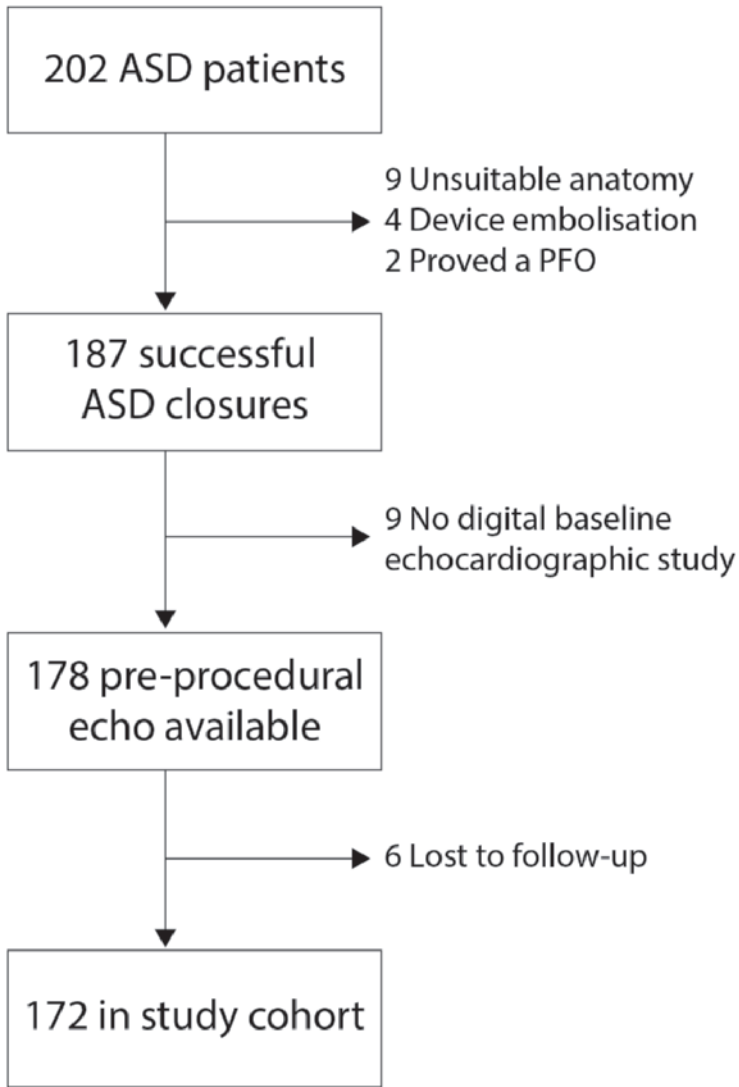 202 ASD patients
9 Unsuitable anatomy
4 Device embolisation
2 Proved a PFO
187 successful
ASD closures
9 No digital baseline
echocardiographic study
178 pre-procedural
echo available
6 Lost to follow-up
172 in study cohort